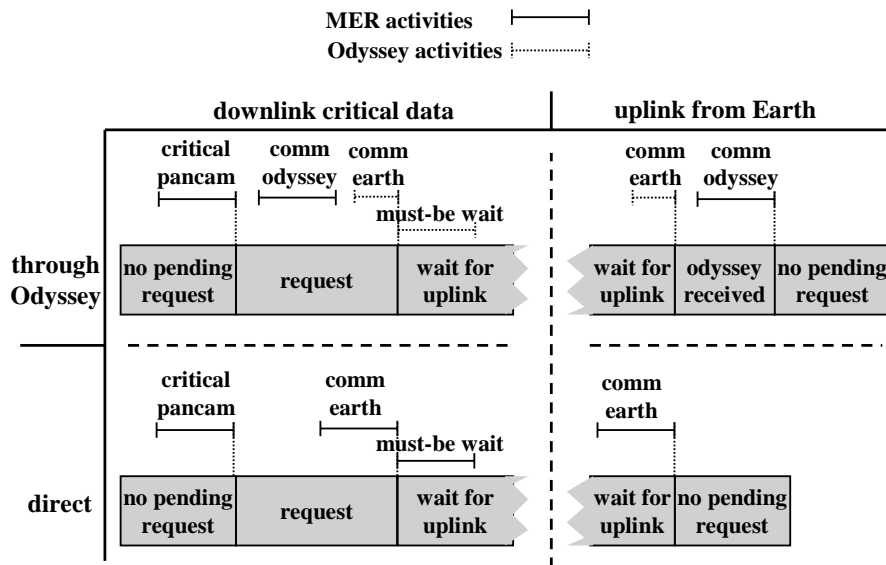 MER activities
Odyssey activities
downlink critical data
uplink from Earth
critical
pancam
comm
odyssey
comm
earth
must-be wait
comm
earth
comm
odyssey
through
Odyssey
no pending
request
request
wait for
uplink
wait for
uplink
odyssey
received
no pending
request
critical
pancam
comm
earth
must-be wait
comm
earth
direct
no pending
request
request
wait for
uplink
wait for
uplink
no pending
request